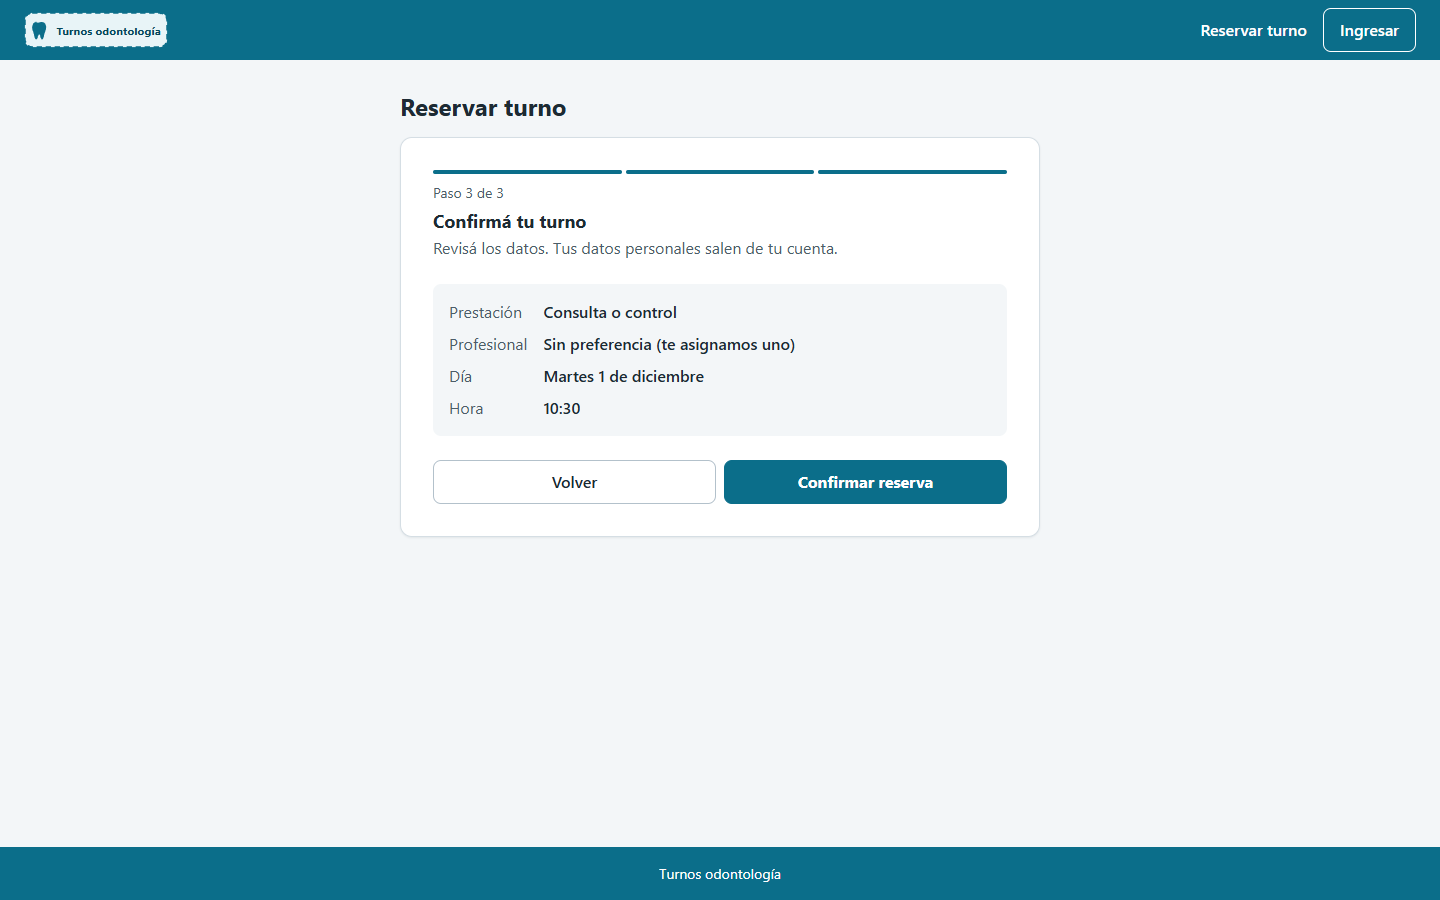 Turnos odontología
Reservar turno
Ingresar
Reservar turno
Paso 3 de 3
Confirmá tu turno
Revisá los datos. Tus datos personales salen de tu cuenta.
Prestación Consulta o control
Profesional Sin preferencia (te asignamos uno)
Día Martes 1 de diciembre
Hora 10:30
Volver
Confirmar reserva
Turnos odontología